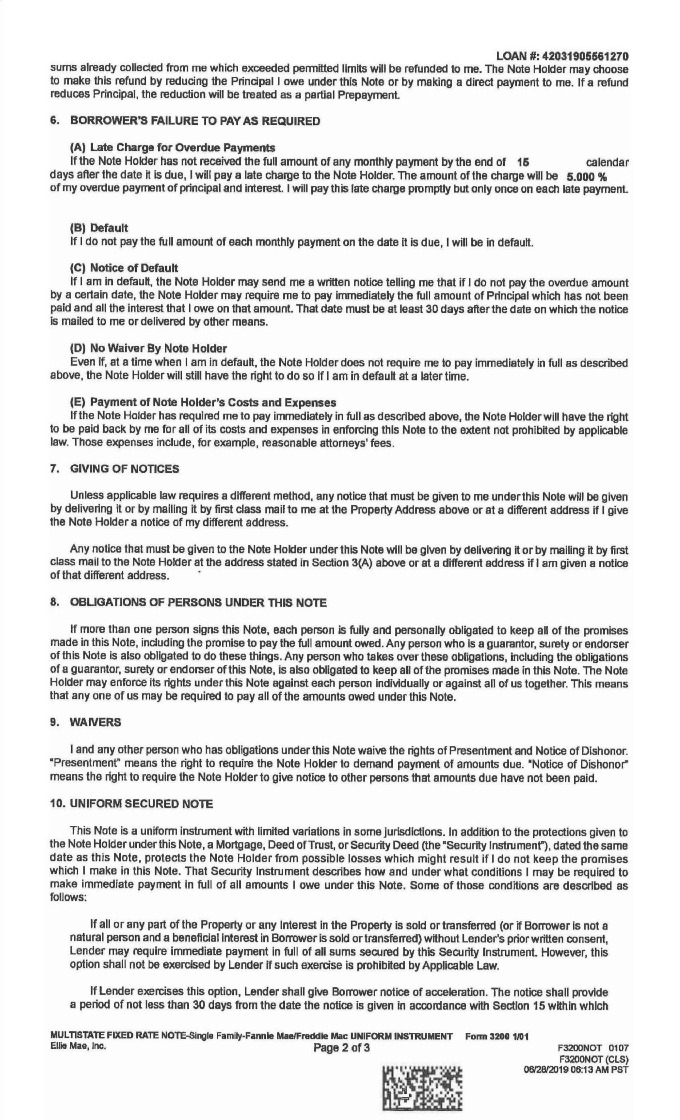 LOAN #: 42031905561270
sums already collected from me which exceeded permitted limits will be refunded to me. The Note Holder may choose
to make this refund by reducing the Principal I owe under this Note or by making a direct payment to me. If a refund
reduces Principal, the reduction will be treated as a partial Prepayment.
6. BORROWER'S FAILURE TO PAY AS REQUIRED
(A) Late Charge for Overdue Payments
If the Note Holder has not received the full amount of any monthly payment by the end of 15 calendar
days after the date it is due, I will pay a late charge to the Note Holder. The amount of the charge will be 5.000 %
of my overdue payment of principal and interest. I will pay this late charge promptly but only once on each late payment.
(B) Default
If I do not pay the full amount of each monthly payment on the date it is due, I will be in default.
(C) Notice of Default
If I am in default, the Note Holder may send me a written notice telling me that if I do not pay the overdue amount
by a certain date, the Note Holder may require me to pay immediately the full amount of Principal which has not been
paid and all the interest that I owe on that amount. That date must be at least 30 days after the date on which the notice
is mailed to me or delivered by other means.
(D) No Waiver By Note Holder
Even if, at a time when I am in default, the Note Holder does not require me to pay immediately in full as described
above, the Note Holder will still have the right to do so if I am in default at a later time.
(E) Payment of Note Holder's Costs and Expenses
If the Note Holder has required me to pay immediately in full as described above, the Note Holder will have the right
to be paid back by me for all of its costs and expenses in enforcing this Note to the extent not prohibited by applicable
law. Those expenses include, for example, reasonable attorneys' fees.
7. GIVING OF NOTICES
Unless applicable law requires a different method, any notice that must be given to me under this Note will be given
by delivering it or by mailing it by first class mail to me at the Property Address above or at a different address if I give
the Note Holder a notice of my different address.
Any notice that must be given to the Note Holder under this Note will be given by delivering it or by mailing it by first
class mail to the Note Holder at the address stated in Section 3(A) above or at a different address if I am given a notice
of that different address.
8. OBLIGATIONS OF PERSONS UNDER THIS NOTE
If more than one person signs this Note, each person is fully and personally obligated to keep all of the promises
made in this Note, including the promise to pay the full amount owed. Any person who is a guarantor, surety or endorser
of this Note is also obligated to do these things. Any person who takes over these obligations, including the obligations
of a guarantor, surety or endorser of this Note, is also obligated to keep all of the promises made in this Note. The Note
Holder may enforce its rights under this Note against each person individually or against all of us together. This means
that any one of us may be required to pay all of the amounts owed under this Note.
9. WAIVERS
I and any other person who has obligations under this Note waive the rights of Presentment and Notice of Dishonor.
"Presentment" means the right to require the Note Holder to demand payment of amounts due. "Notice of Dishonor"
means the right to require the Note Holder to give notice to other persons that amounts due have not been paid.
10. UNIFORM SECURED NOTE
This Note is a uniform instrument with limited variations in some jurisdictions. In addition to the protections given to
the Note Holder under this Note, a Mortgage, Deed of Trust, or Security Deed (the "Security Instrument"), dated the same
date as this Note, protects the Note Holder from possible losses which might result if I do not keep the promises
which I make in this Note. That Security Instrument describes how and under what conditions I may be required to
make immediate payment in full of all amounts I owe under this Note. Some of those conditions are described as
follows:
If all or any part of the Property or any Interest in the Property is sold or transferred (or if Borrower is not a
natural person and a beneficial interest in Borrower is sold or transferred) without Lender's prior written consent,
Lender may require immediate payment in full of all sums secured by this Security Instrument. However, this
option shall not be exercised by Lender if such exercise is prohibited by Applicable Law.
If Lender exercises this option, Lender shall give Borrower notice of acceleration. The notice shall provide
a period of not less than 30 days from the date the notice is given in accordance with Section 15 within which
MULTISTATE FIXED RATE NOTE-Single Family-Fannie Mae/Freddie Mac UNIFORM INSTRUMENT Form 3200 1/01
Ellie Mae, Inc. Page 2 of 3 F3200NOT 0107
F3200NOT (CLS)
06/28/2019 06:13 AM PST